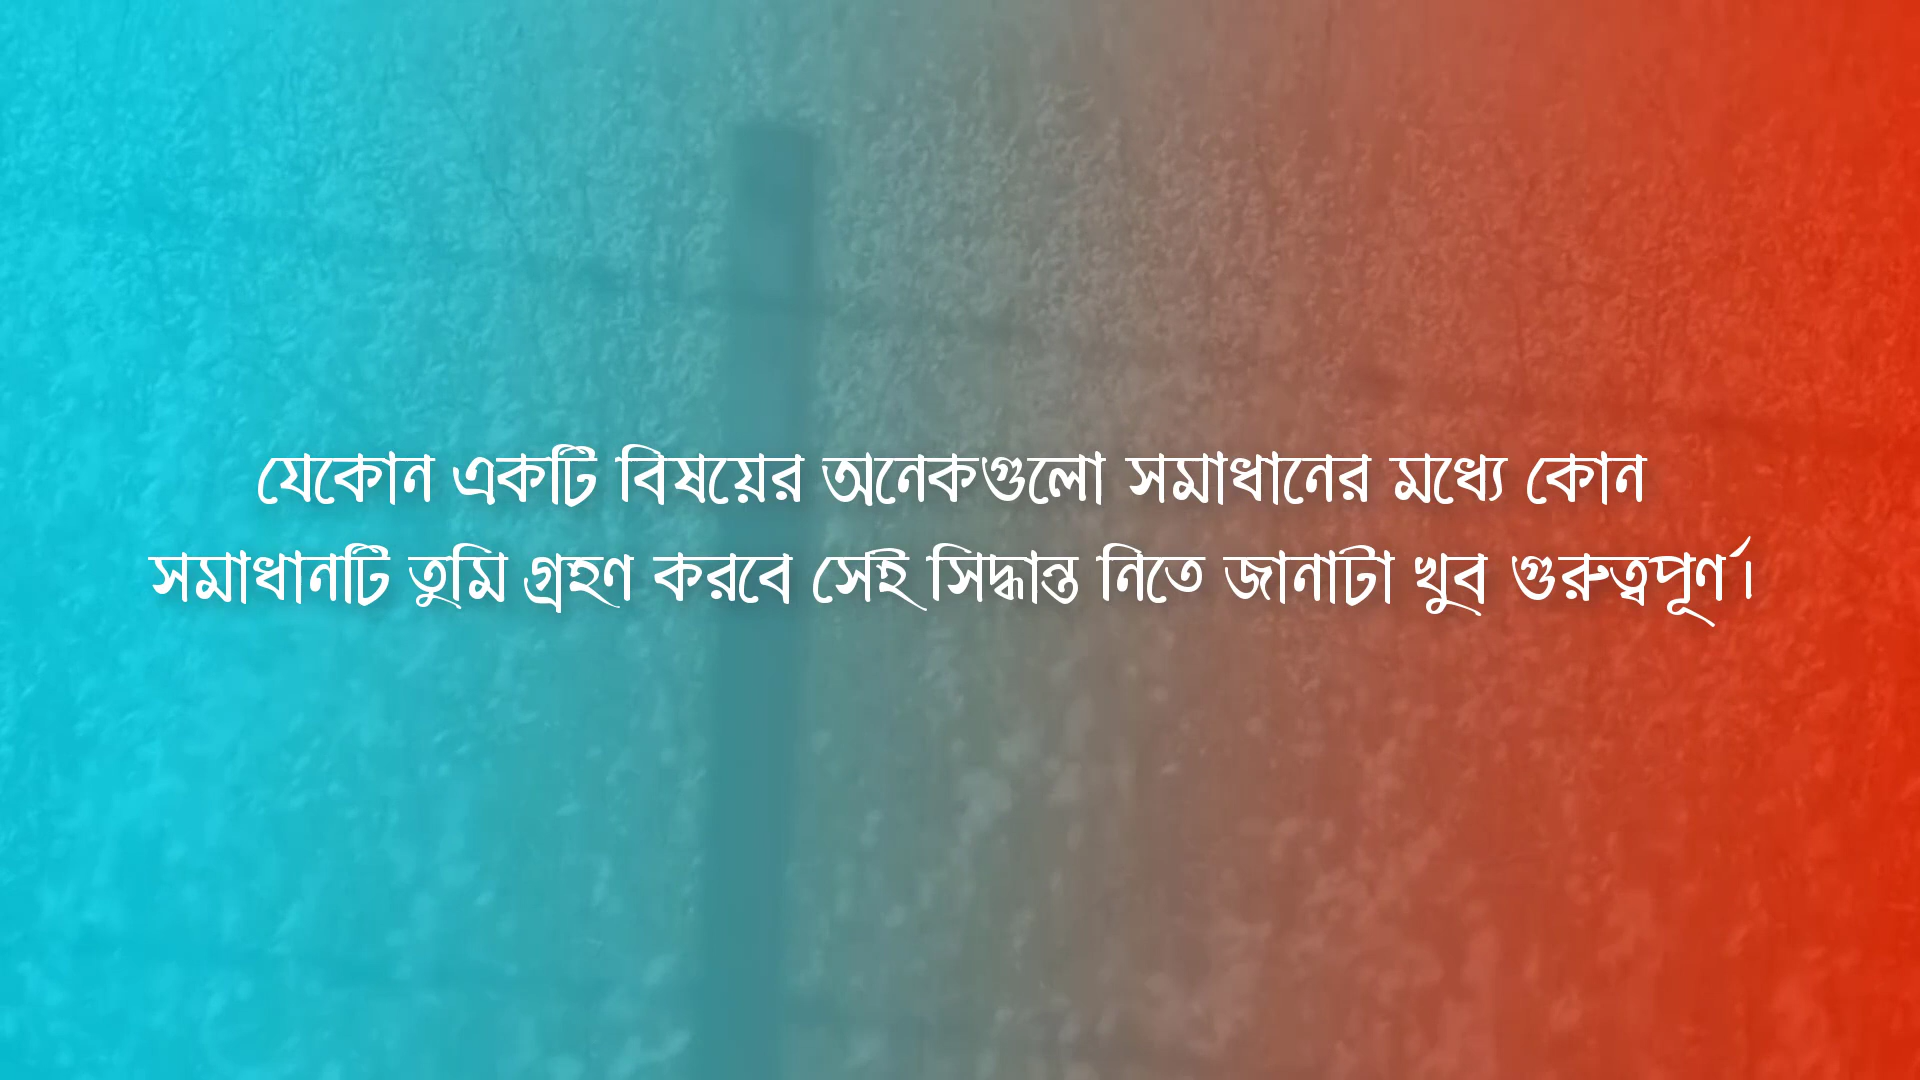 যেকোন একটি বিষয়ের অনেকগুলো সমাধানের মধ্যে কোন
সমাধানটি তুমি গ্রহণ করবে সেই সিদ্ধান্ত নিতে জানাটা খুব গুরুত্বপূর্ণ।